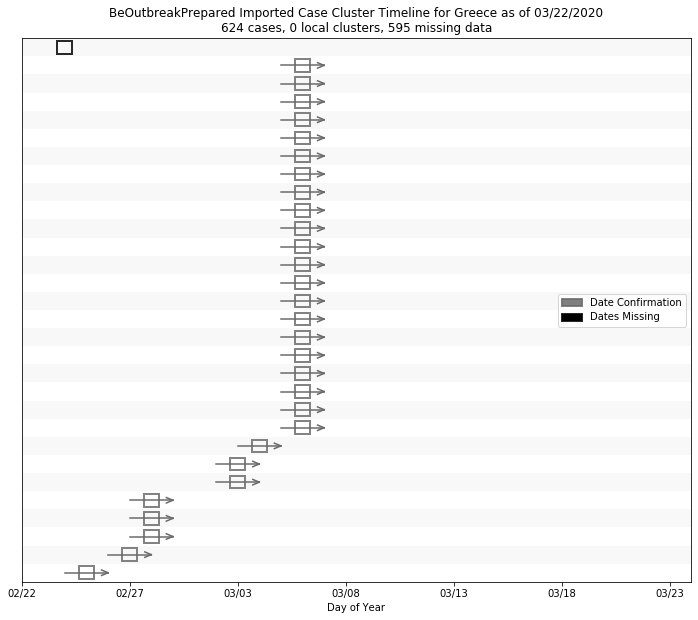 BeOutbreakPrepared Imported Case Cluster Timeline for Greece as of 03/22/2020
624 cases, 0 local clusters, 595 missing data
Date Confirmation
Dates Missing
02/22 02/27 03/03 03/08 03/13 03/18 03/23
Day of Year